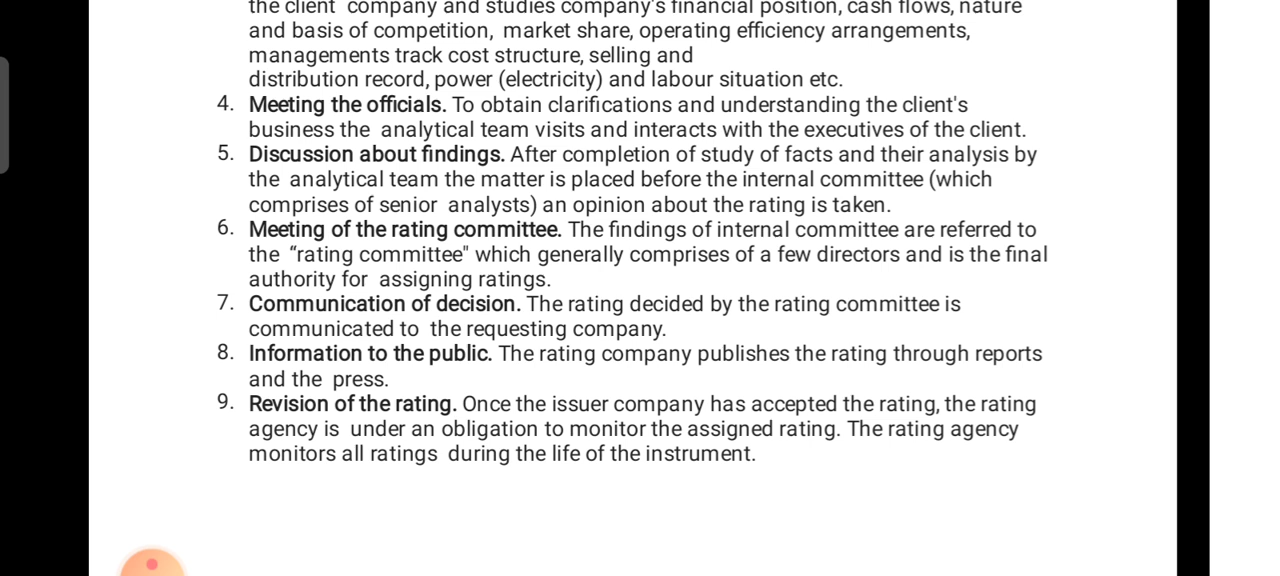 the client company and studies company's financial position, cash flows, nature
and basis of competition, market share, operating efficiency arrangements,
managements track cost structure, selling and
distribution record, power (electricity) and labour situation etc.
4. Meeting the officials. To obtain clarifications and understanding the client's
business the analytical team visits and interacts with the executives of the client.
5. Discussion about findings. After completion of study of facts and their analysis by
the analytical team the matter is placed before the internal committee (which
comprises of senior analysts) an opinion about the rating is taken.
6. Meeting of the rating committee. The findings of internal committee are referred to
the “rating committee" which generally comprises of a few directors and is the final
authority for assigning ratings.
7. Communication of decision. The rating decided by the rating committee is
communicated to the requesting company.
8. Information to the public. The rating company publishes the rating through reports
and the press.
9. Revision of the rating. Once the issuer company has accepted the rating, the rating
agency is under an obligation to monitor the assigned rating. The rating agency
monitors all ratings during the life of the instrument.